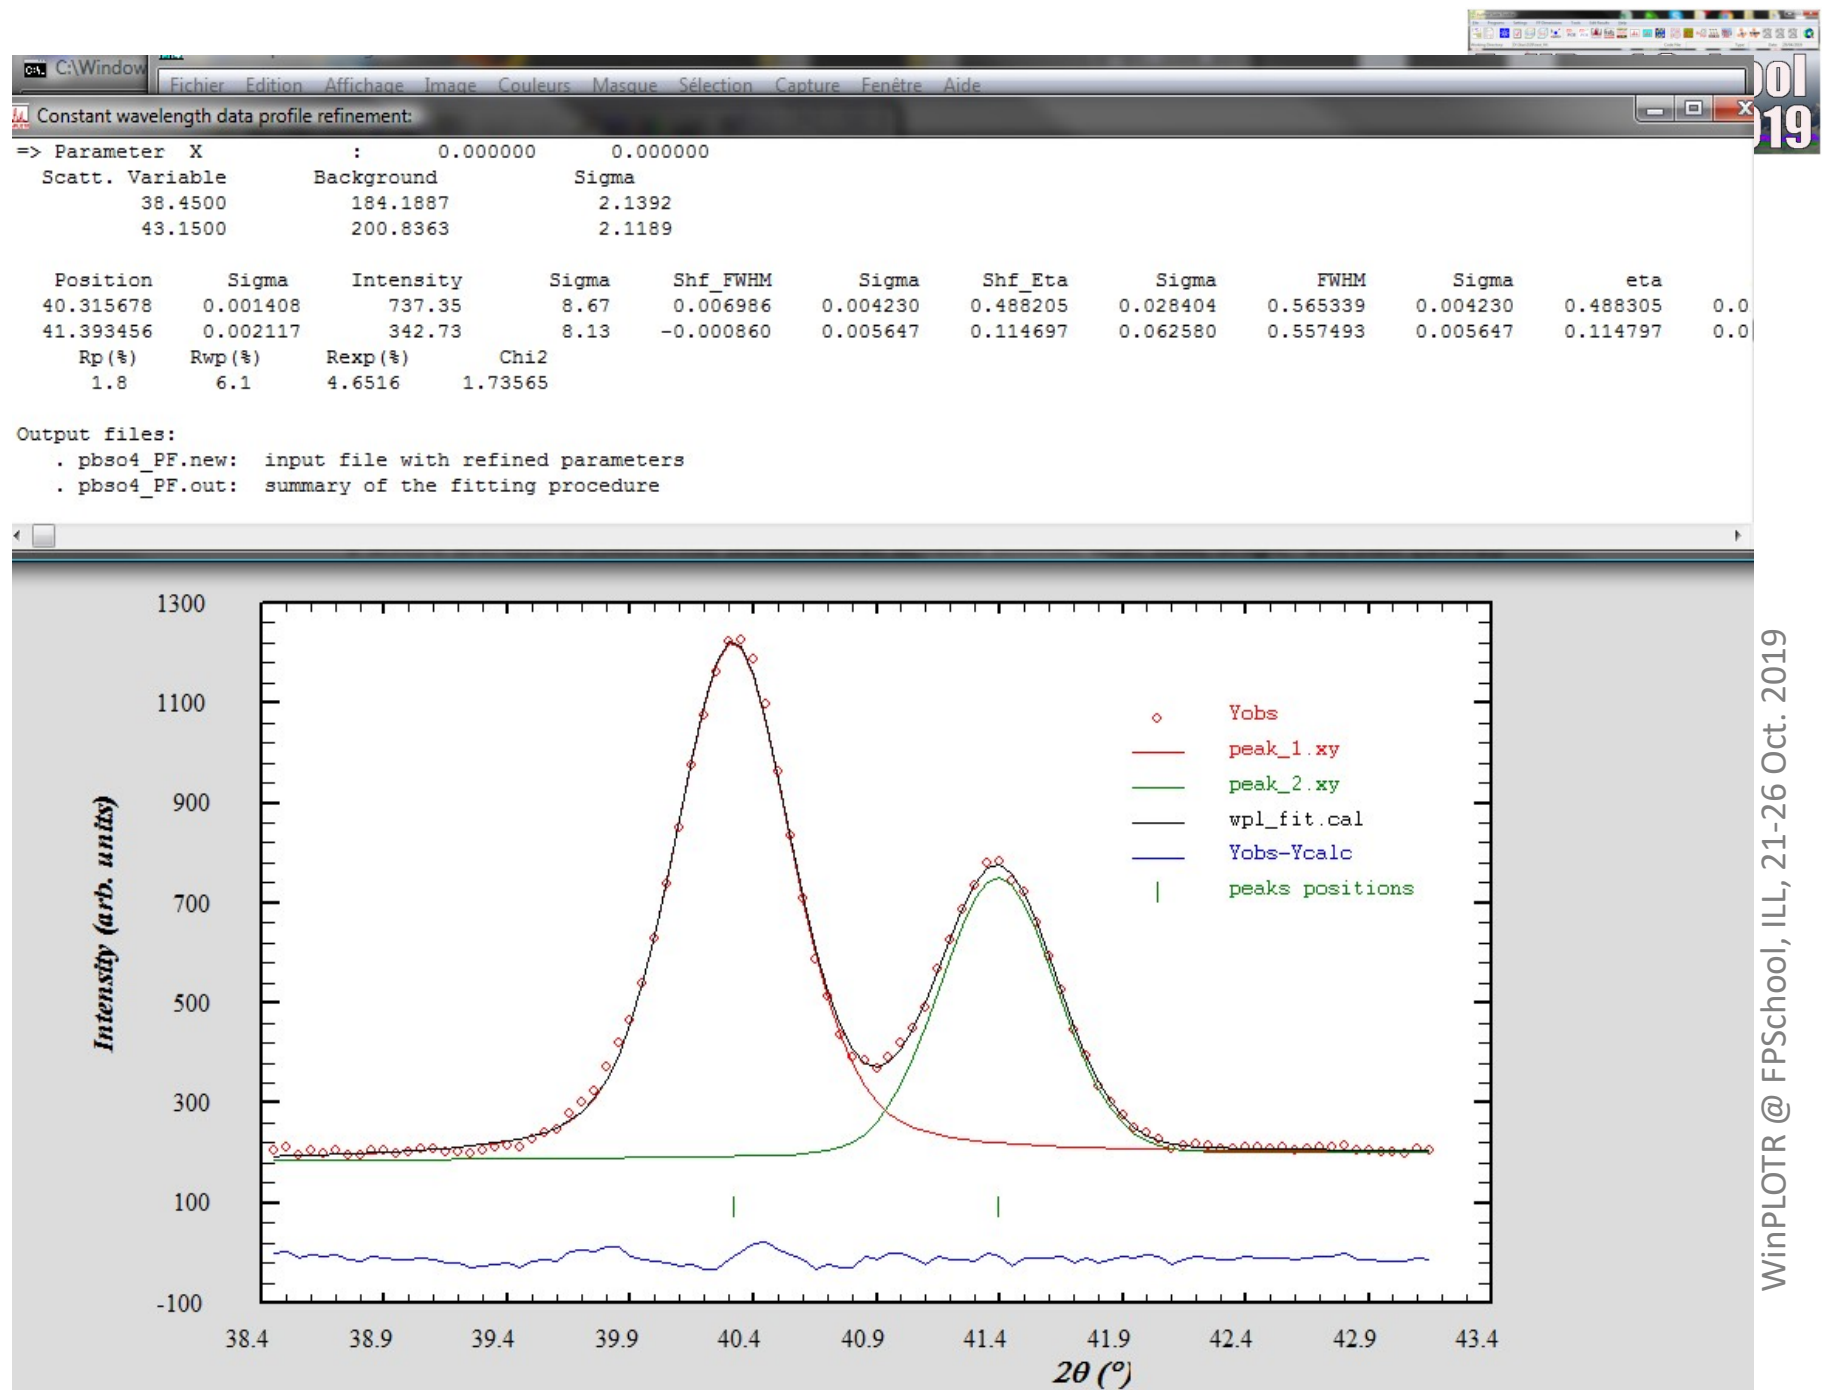 C:\Window
Fichier Edition Affichage Image Couleurs Masque Sélection Capture Fenêtre Aide
Constant wavelength data profile refinement:
=> Parameter X : 0.000000 0.000000
Scatt. Variable Background Sigma
38.4500 184.1887 2.1392
43.1500 200.8363 2.1189
Position Sigma Intensity Sigma Shf_FWHM Sigma Shf_Eta Sigma FWHM Sigma eta
40.315678 0.001408 737.35 8.67 0.006986 0.004230 0.488205 0.028404 0.565339 0.004230 0.488305 0.0
41.393456 0.002117 342.73 8.13 -0.000860 0.005647 0.114697 0.062580 0.557493 0.005647 0.114797 0.0
Rp(%) Rwp(%) Rexp(%) Chi2
1.8 6.1 4.6516 1.73565
Output files:
. pbso4_PF.new: input file with refined parameters
. pbso4_PF.out: summary of the fitting procedure
1300
1100
900
700
500
300
100
-100
Intensity (arb. units)
Yobs
peak_1.xy
peak_2.xy
wpl_fit.cal
Yobs-Ycalc
peaks positions
38.4 38.9 39.4 39.9 40.4 40.9 41.4 41.9 42.4 42.9 43.4
2θ (°)
WinPLOTR @ FPSchool, ILL, 21-26 Oct. 2019